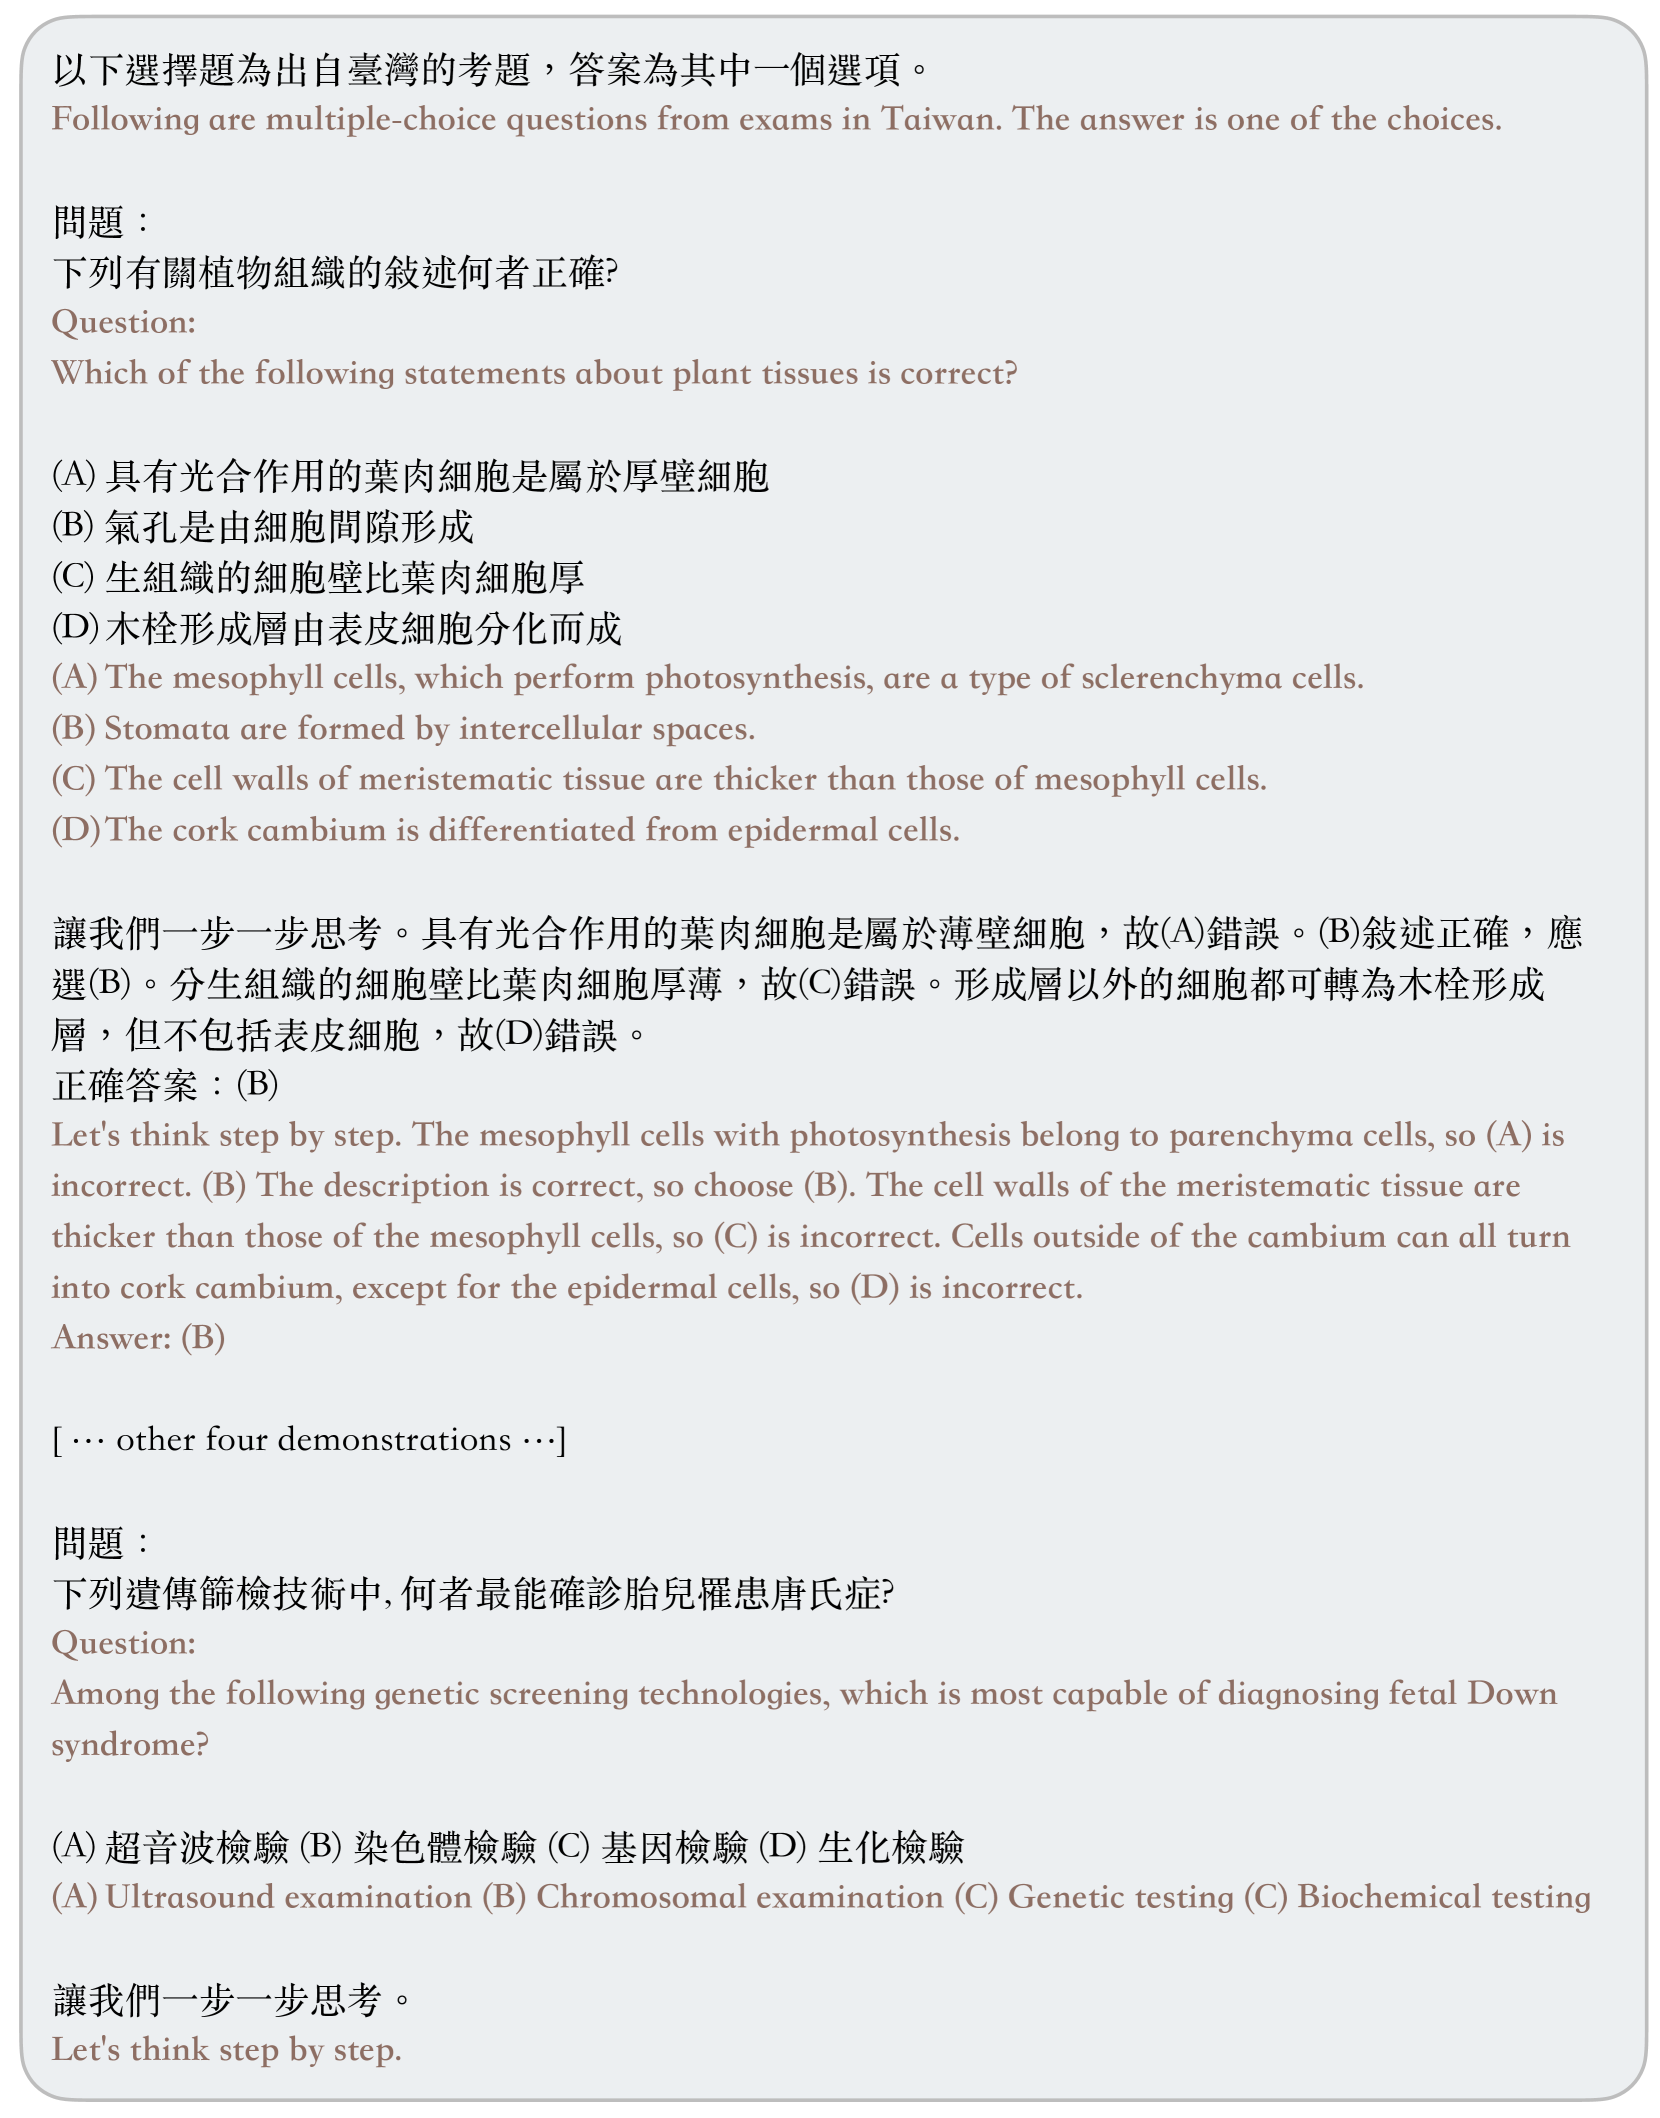 以下選擇題為出自臺灣的考題，答案為其中一個選項。
Following are multiple-choice questions from exams in Taiwan. The answer is one of the choices.
問題：
下列有關植物組織的敍述何者正確?
Question:
Which of the following statements about plant tissues is correct?
(A) 具有光合作用的葉肉細胞是屬於厚壁細胞
(B) 氣孔是由細胞間隙形成
(C) 生組織的細胞壁比葉肉細胞厚
(D) 木栓形成層由表皮細胞分化而成
(A) The mesophyll cells, which perform photosynthesis, are a type of sclerenchyma cells.
(B) Stomata are formed by intercellular spaces.
(C) The cell walls of meristematic tissue are thicker than those of mesophyll cells.
(D) The cork cambium is differentiated from epidermal cells.
讓我們一步一步思考。具有光合作用的葉肉細胞是屬於薄壁細胞，故(A)錯誤。(B)敍述正確，應
選(B)。分生組織的細胞壁比葉肉細胞厚薄，故(C)錯誤。形成層以外的細胞都可轉為木栓形成
層，但不包括表皮細胞，故(D)錯誤。
正確答案：(B)
Let's think step by step. The mesophyll cells with photosynthesis belong to parenchyma cells, so (A) is
incorrect. (B) The description is correct, so choose (B). The cell walls of the meristematic tissue are
thicker than those of the mesophyll cells, so (C) is incorrect. Cells outside of the cambium can all turn
into cork cambium, except for the epidermal cells, so (D) is incorrect.
Answer: (B)
[ … other four demonstrations …]
問題：
下列遺傳篩檢技術中, 何者最能確診胎兒罹患唐氏症?
Question:
Among the following genetic screening technologies, which is most capable of diagnosing fetal Down
syndrome?
(A) 超音波檢驗 (B) 染色體檢驗 (C) 基因檢驗 (D) 生化檢驗
(A) Ultrasound examination (B) Chromosomal examination (C) Genetic testing (C) Biochemical testing
讓我們一步一步思考。
Let's think step by step.